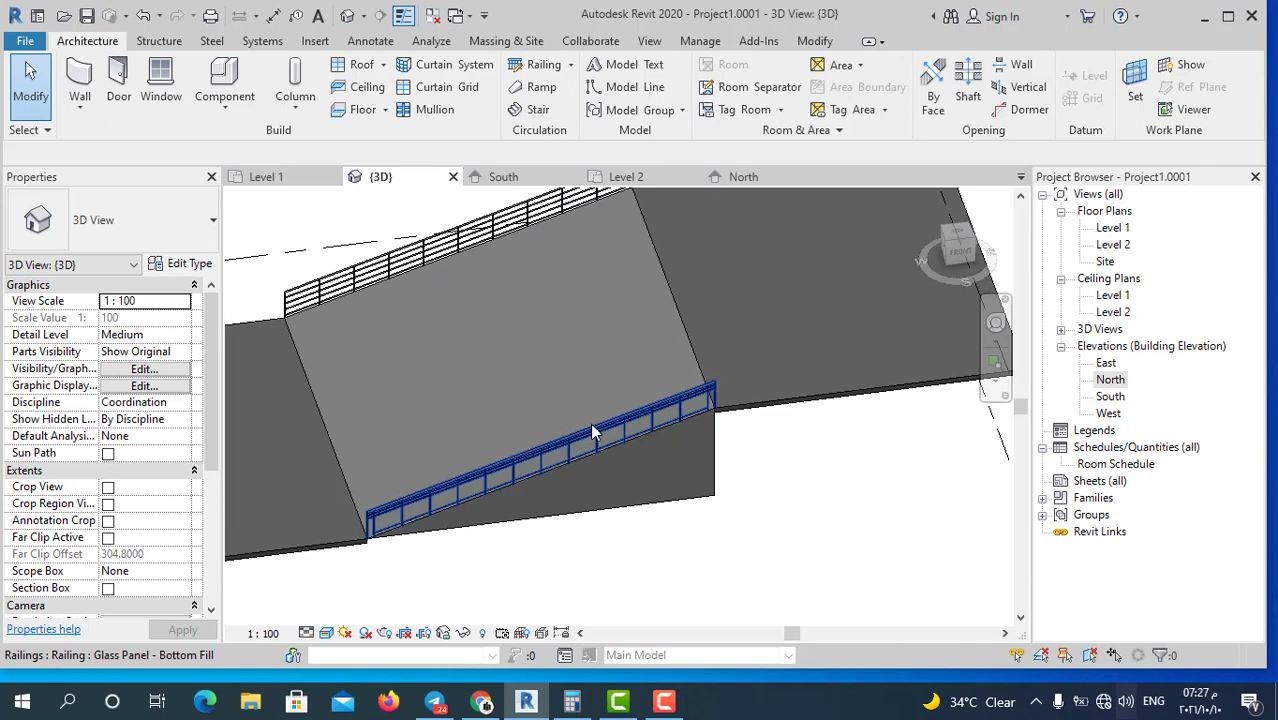 Autodesk Revit 2020 - Project1.0001 - 3D View: {3D}
Sign In
File
Architecture
Structure
Steel
Systems
Insert
Annotate
Analyze
Massing & Site
Collaborate
View
Manage
Add-Ins
Modify
Modify
Wall
Door
Window
Component
Column
Roof
Ceiling
Floor
Curtain System
Curtain Grid
Mullion
Railing
Ramp
Stair
Model Text
Model Line
Model Group
Room
Room Separator
Tag Room
Area
Area Boundary
Tag Area
By
Face
Shaft
Wall
Vertical
Dormer
Level
Grid
Set
Show
Ref Plane
Viewer
Select
Build
Circulation
Model
Room & Area
Opening
Datum
Work Plane
Properties
Level 1
{3D}
South
Level 2
North
Project Browser - Project1.0001
3D View
3D View: {3D}
Edit Type
Graphics
View Scale
1 : 100
Scale Value 1:
100
Detail Level
Medium
Parts Visibility
Show Original
Visibility/Graph...
Edit...
Graphic Display...
Edit...
Discipline
Coordination
Show Hidden L...
By Discipline
Default Analysi...
None
Sun Path
Extents
Crop View
Crop Region Vi...
Annotation Crop
Far Clip Active
Far Clip Offset
304.8000
Scope Box
None
Section Box
Camera
Properties help
Apply
FRONT
W
S
Views (all)
Floor Plans
Level 1
Level 2
Site
Ceiling Plans
Level 1
Level 2
3D Views
Elevations (Building Elevation)
East
North
South
West
Legends
Schedules/Quantities (all)
Room Schedule
Sheets (all)
Families
Groups
Revit Links
1 : 100
Railings : Railing : Glass Panel - Bottom Fill
:0
Main Model
:0
24
34°C Clear
ENG
07:27 م